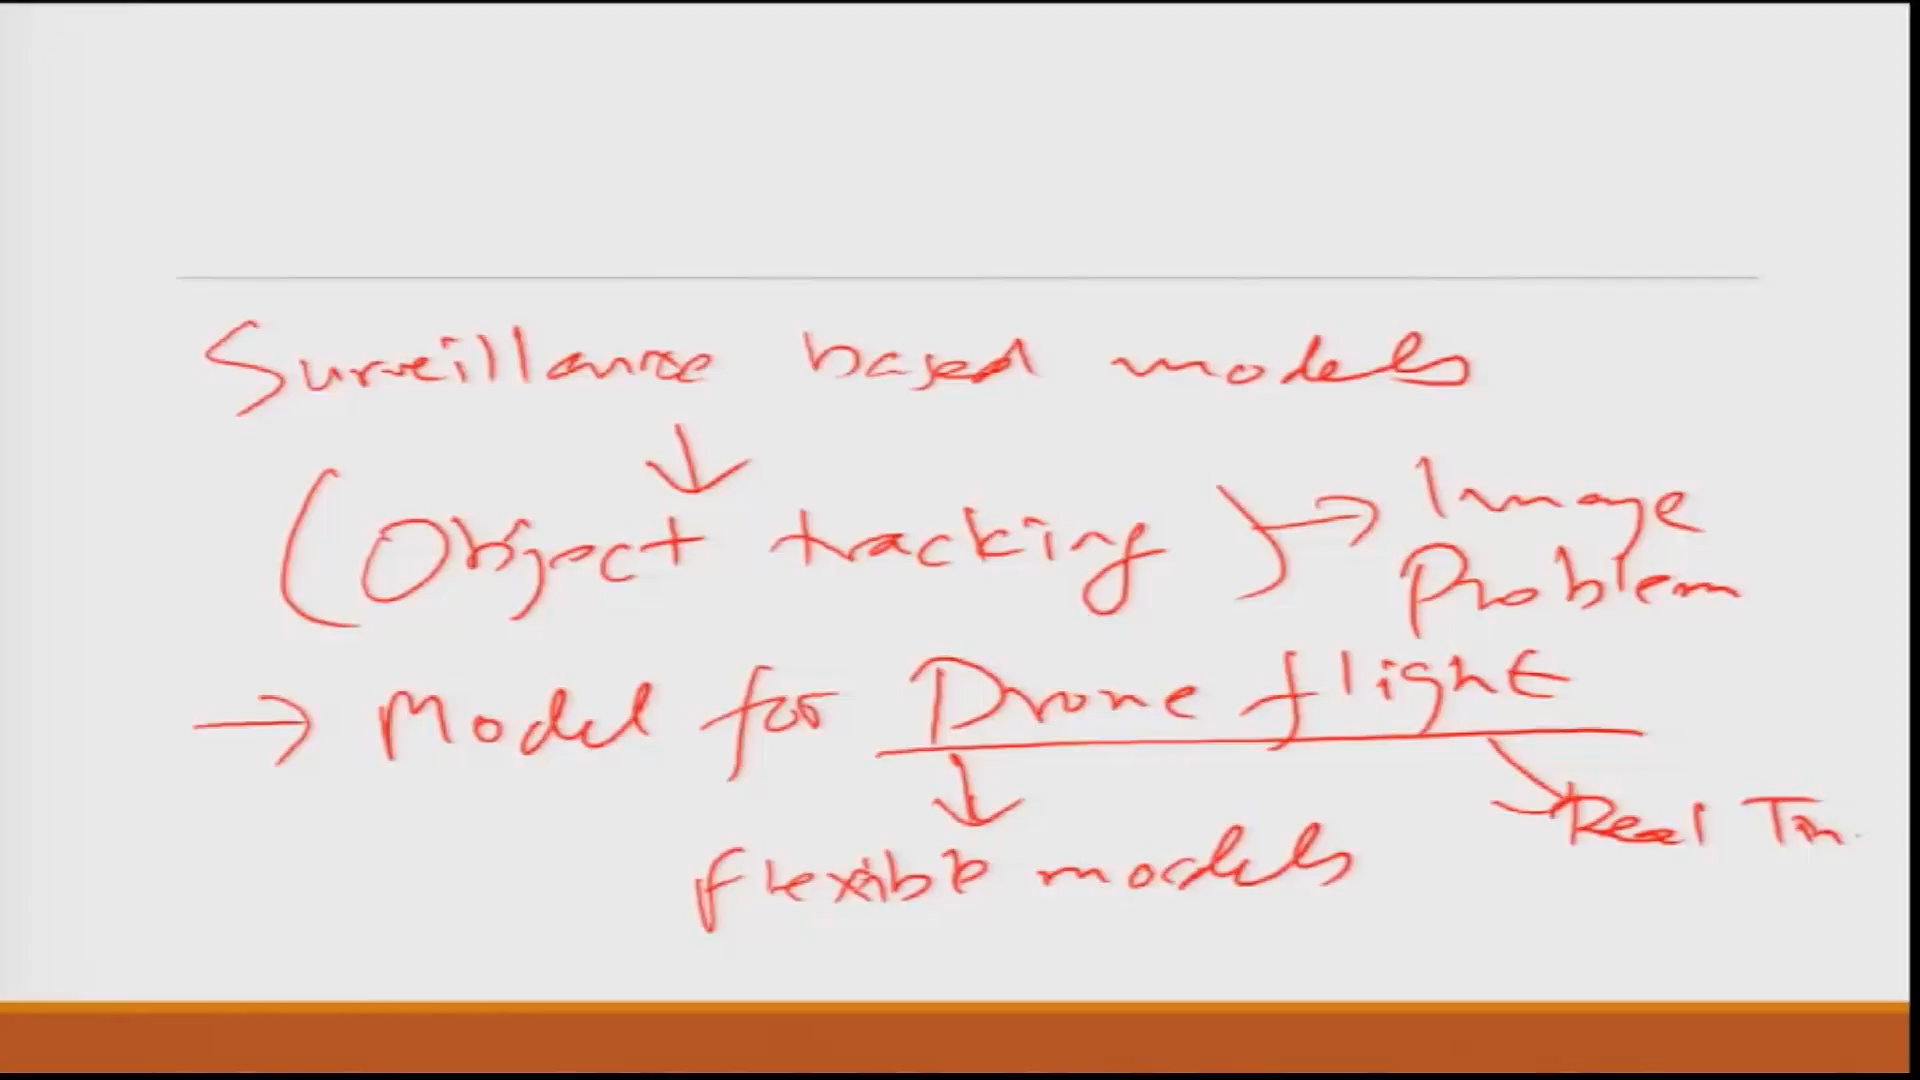 Surveillance based models
↓
(Object tracking) → Image Problem
→ Model for Drone flight
↓
Real Tm.
flexible models